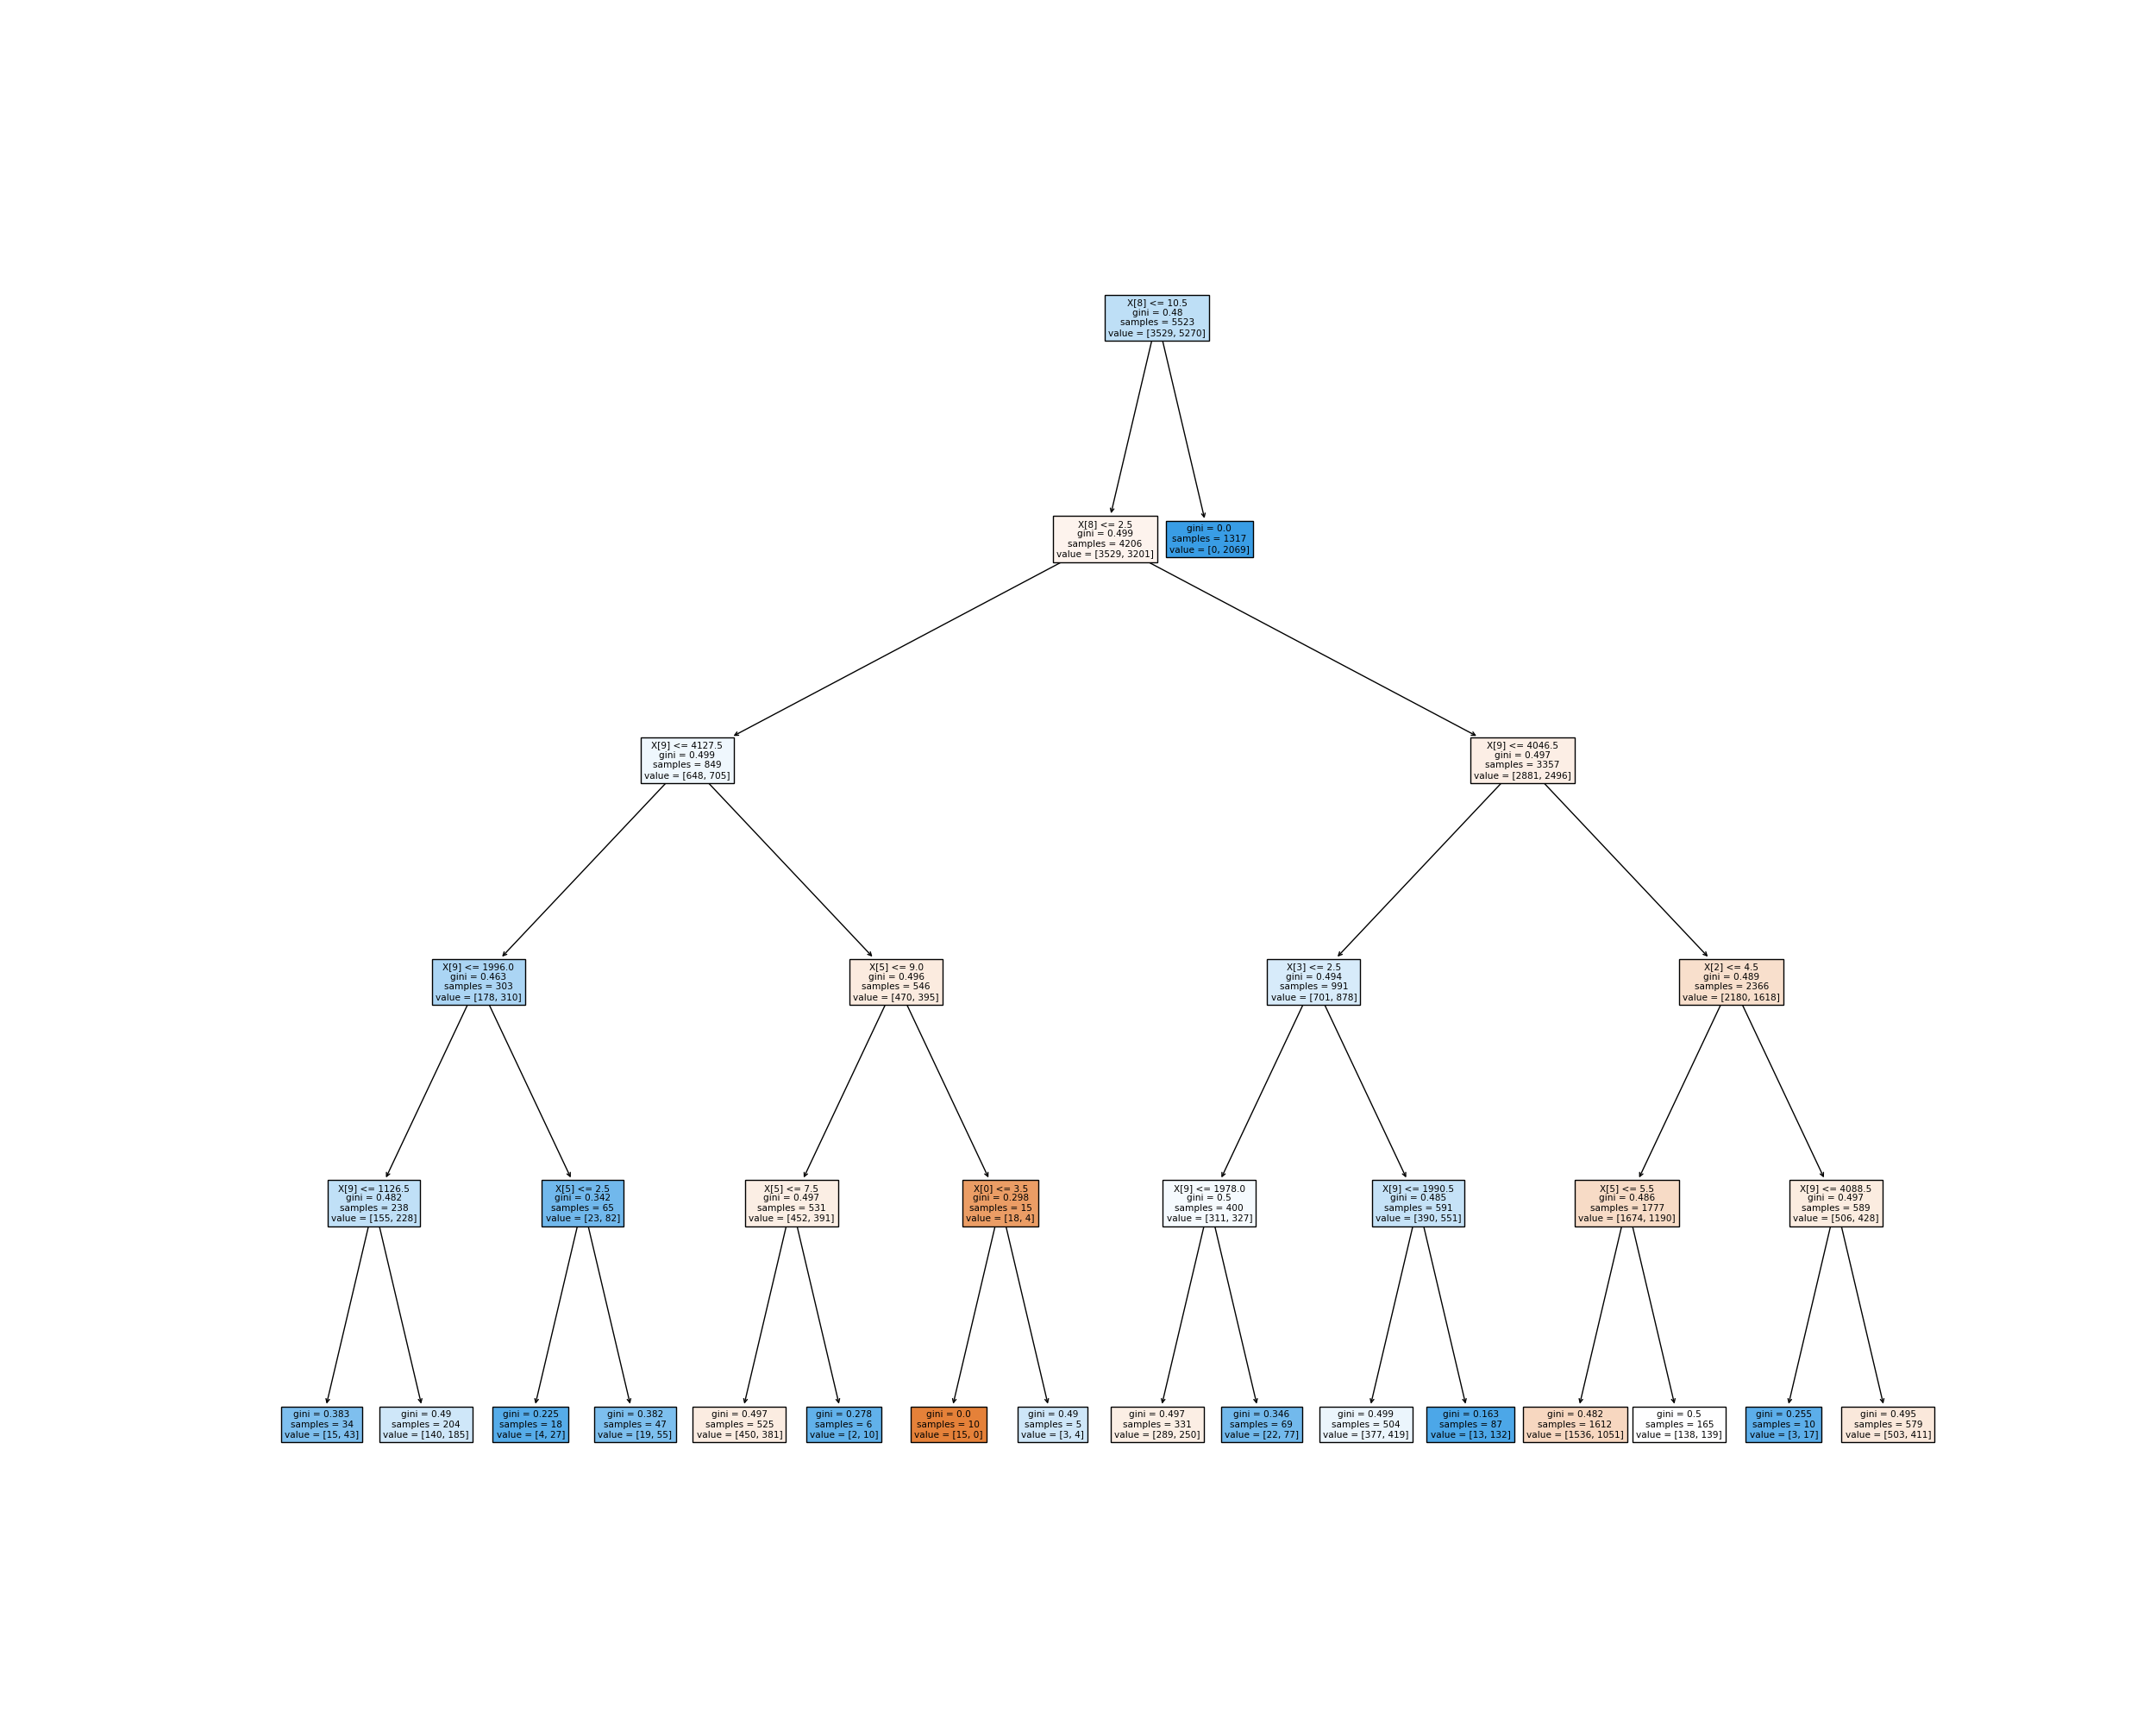 X[8] <= 10.5
gini = 0.48
samples = 5523
value = [3529, 5270]
X[8] <= 2.5
gini = 0.499
samples = 4206
value = [3529, 3201]
gini = 0.0
samples = 1317
value = [0, 2069]
X[9] <= 4127.5
gini = 0.499
samples = 849
value = [648, 705]
X[9] <= 4046.5
gini = 0.497
samples = 3357
value = [2881, 2496]
X[9] <= 1996.0
gini = 0.463
samples = 303
value = [178, 310]
X[5] <= 9.0
gini = 0.496
samples = 546
value = [470, 395]
X[3] <= 2.5
gini = 0.494
samples = 991
value = [701, 878]
X[2] <= 4.5
gini = 0.489
samples = 2366
value = [2180, 1618]
X[9] <= 1126.5
gini = 0.482
samples = 238
value = [155, 228]
X[5] <= 2.5
gini = 0.342
samples = 65
value = [23, 82]
X[5] <= 7.5
gini = 0.497
samples = 531
value = [452, 391]
X[0] <= 3.5
gini = 0.298
samples = 15
value = [18, 4]
X[9] <= 1978.0
gini = 0.5
samples = 400
value = [311, 327]
X[9] <= 1990.5
gini = 0.485
samples = 591
value = [390, 551]
X[5] <= 5.5
gini = 0.486
samples = 1777
value = [1674, 1190]
X[9] <= 4088.5
gini = 0.497
samples = 589
value = [506, 428]
gini = 0.383
samples = 34
value = [15, 43]
gini = 0.49
samples = 204
value = [140, 185]
gini = 0.225
samples = 18
value = [4, 27]
gini = 0.382
samples = 47
value = [19, 55]
gini = 0.497
samples = 525
value = [450, 381]
gini = 0.278
samples = 6
value = [2, 10]
gini = 0.0
samples = 10
value = [15, 0]
gini = 0.49
samples = 5
value = [3, 4]
gini = 0.497
samples = 331
value = [289, 250]
gini = 0.346
samples = 69
value = [22, 77]
gini = 0.499
samples = 504
value = [377, 419]
gini = 0.163
samples = 87
value = [13, 132]
gini = 0.482
samples = 1612
value = [1536, 1051]
gini = 0.5
samples = 165
value = [138, 139]
gini = 0.255
samples = 10
value = [3, 17]
gini = 0.495
samples = 579
value = [503, 411]